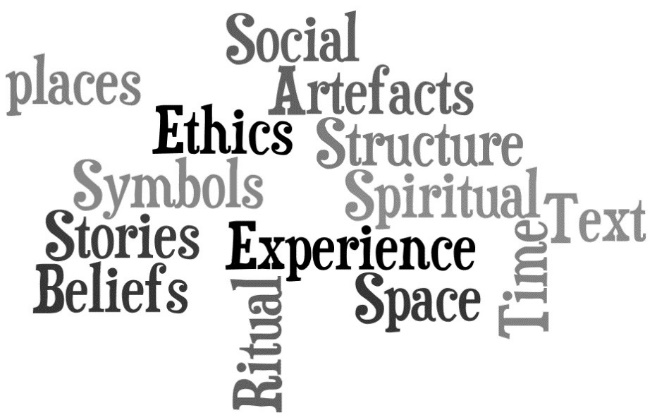 Social
places
Artefacts
Ethics
Structure
Symbols
Spiritual
Text
Stories
Experience
Time
Beliefs
Space
Ritual